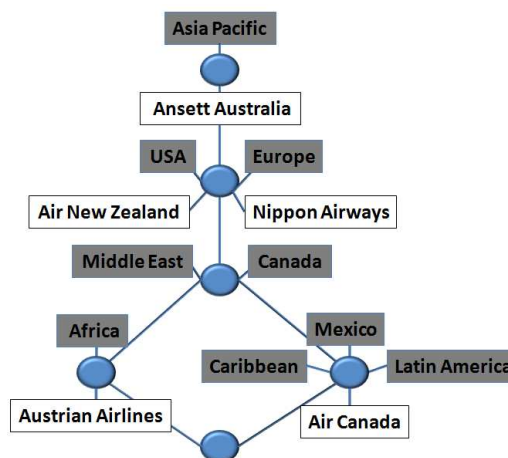 Asia Pacific
Ansett Australia
USA
Europe
Air New Zealand
Nippon Airways
Middle East
Canada
Africa
Mexico
Caribbean
Latin America
Austrian Airlines
Air Canada